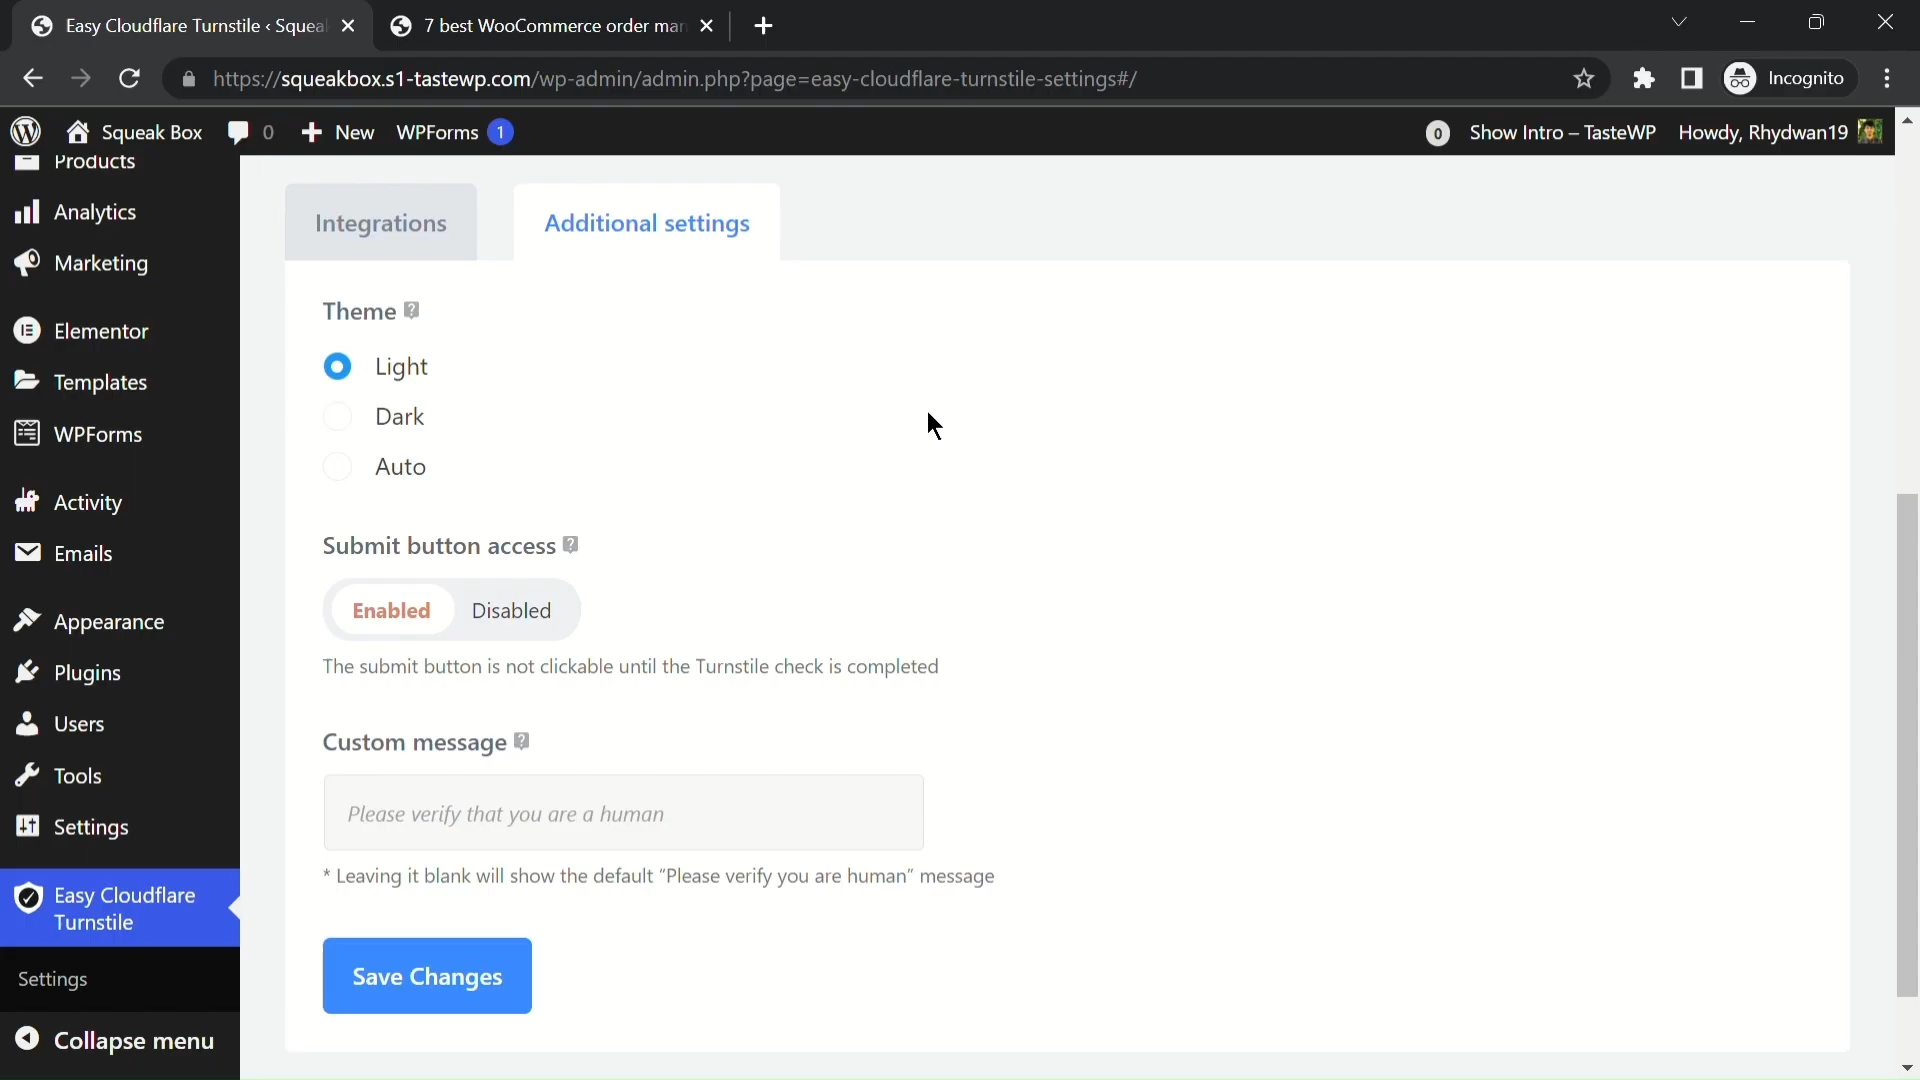 Easy Cloudflare Turnstile ‹ Squeak
7 best WooCommerce order man
https://squeakbox.s1-tastewp.com/wp-admin/admin.php?page=easy-cloudflare-turnstile-settings#/
Incognito
Squeak Box
0
New
WPForms 1
0
Show Intro – TasteWP
Howdy, Rhydwan19
Products
Analytics
Marketing
Elementor
Templates
WPForms
Activity
Emails
Appearance
Plugins
Users
Tools
Settings
Easy Cloudflare
Turnstile
Settings
Collapse menu
Integrations
Additional settings
Theme ?
Light
Dark
Auto
Submit button access ?
Enabled Disabled
The submit button is not clickable until the Turnstile check is completed
Custom message ?
Please verify that you are a human
* Leaving it blank will show the default “Please verify you are human” message
Save Changes